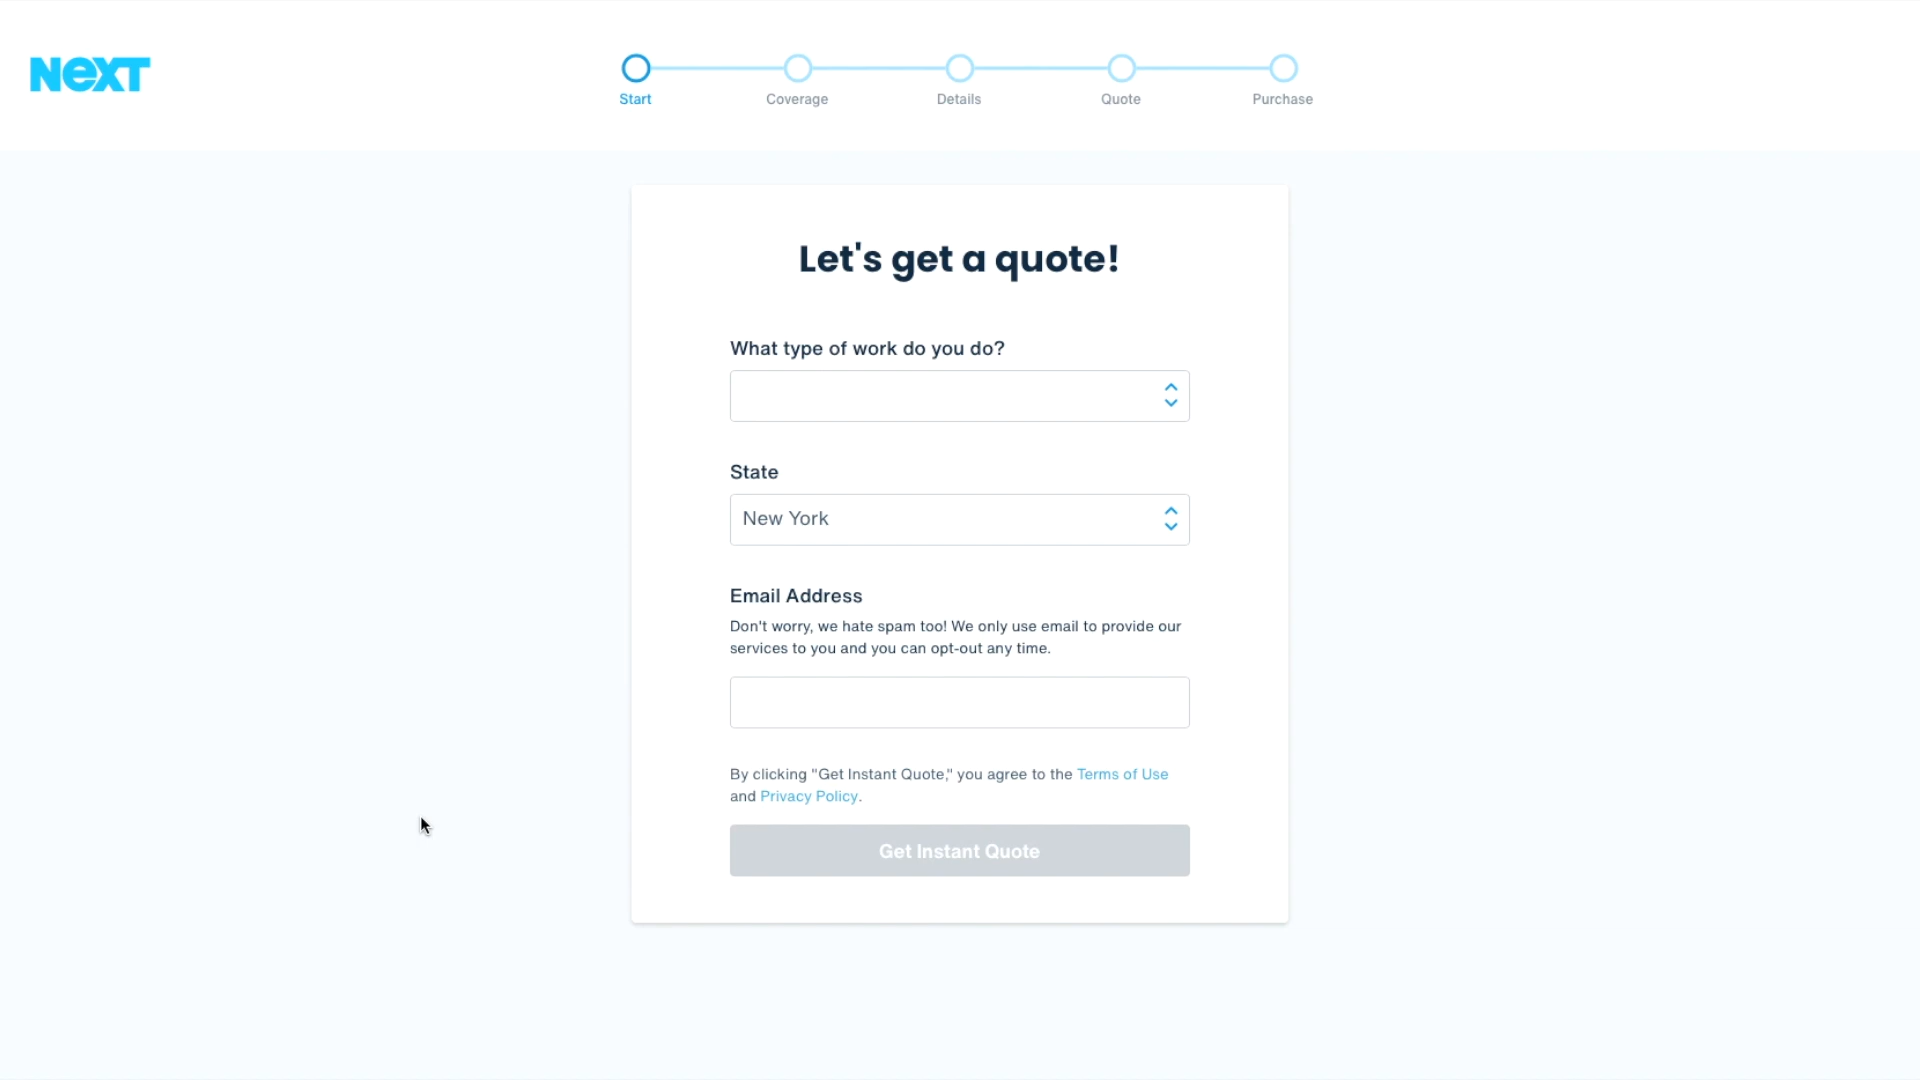 NEXT
Start
Coverage
Details
Quote
Purchase
Let's get a quote!
What type of work do you do?
State
New York
Email Address
Don't worry, we hate spam too! We only use email to provide our
services to you and you can opt-out any time.
By clicking "Get Instant Quote," you agree to the Terms of Use
and Privacy Policy.
Get Instant Quote